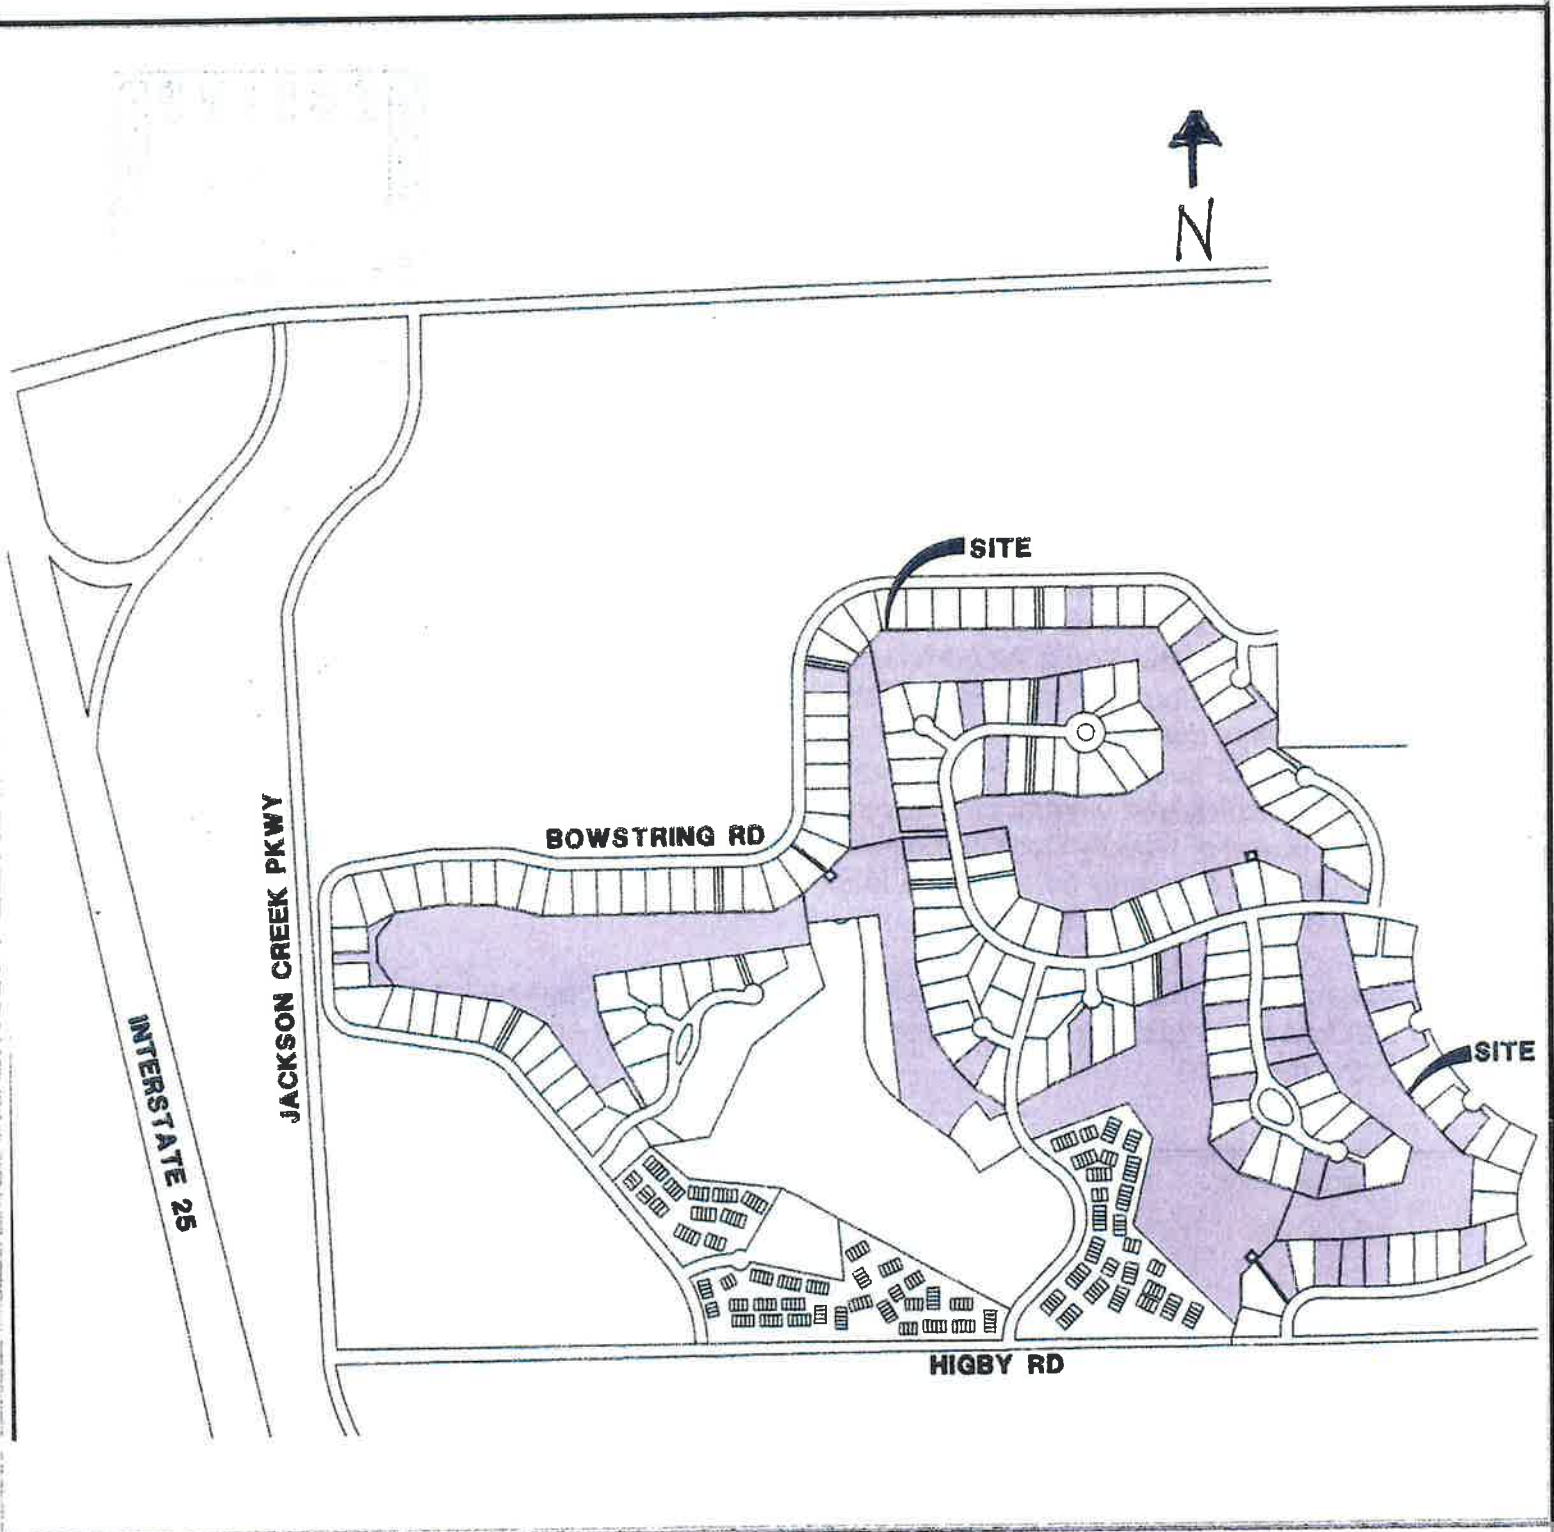 N
SITE
BOWSTRING RD
JACKSON CREEK PKWY
INTERSTATE 25
SITE
HIGBY RD